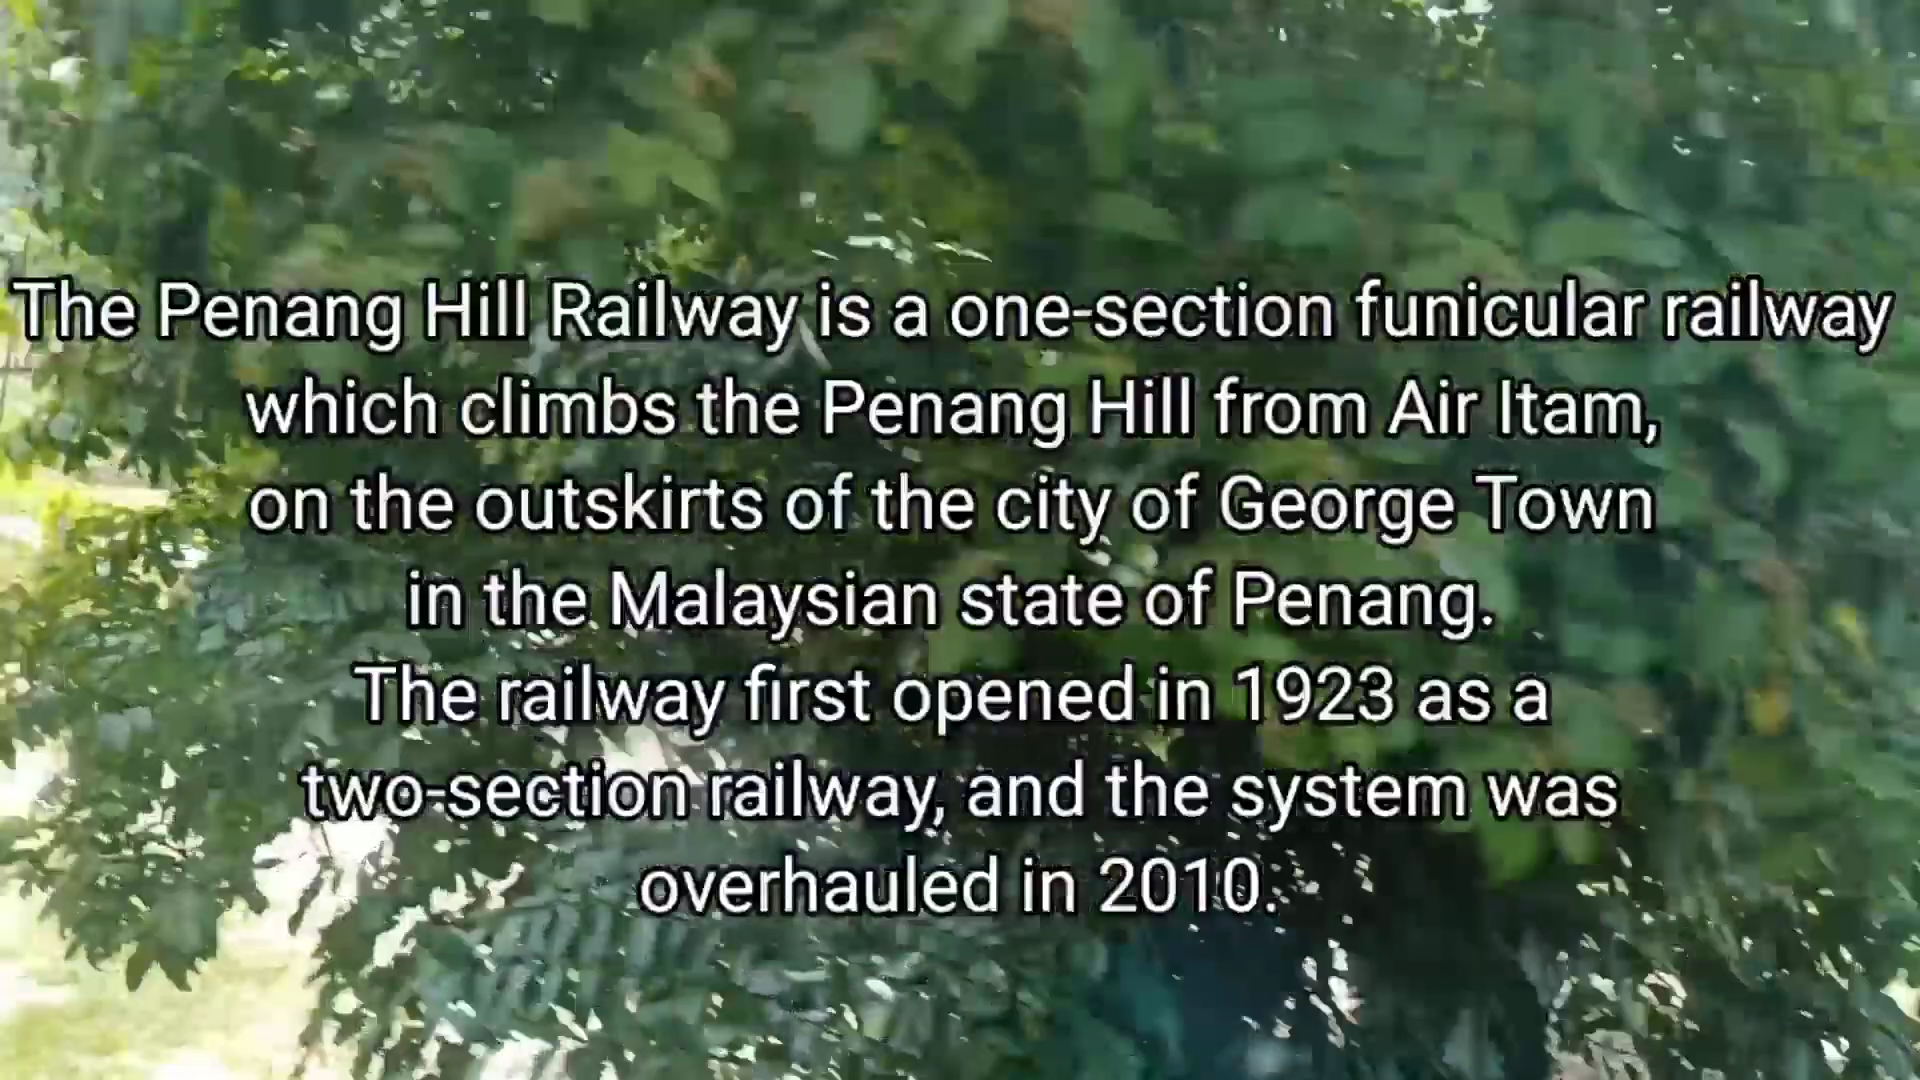 The Penang Hill Railway is a one-section funicular railway
which climbs the Penang Hill from Air Itam,
on the outskirts of the city of George Town
in the Malaysian state of Penang.
The railway first opened in 1923 as a
two-section railway, and the system was
overhauled in 2010.